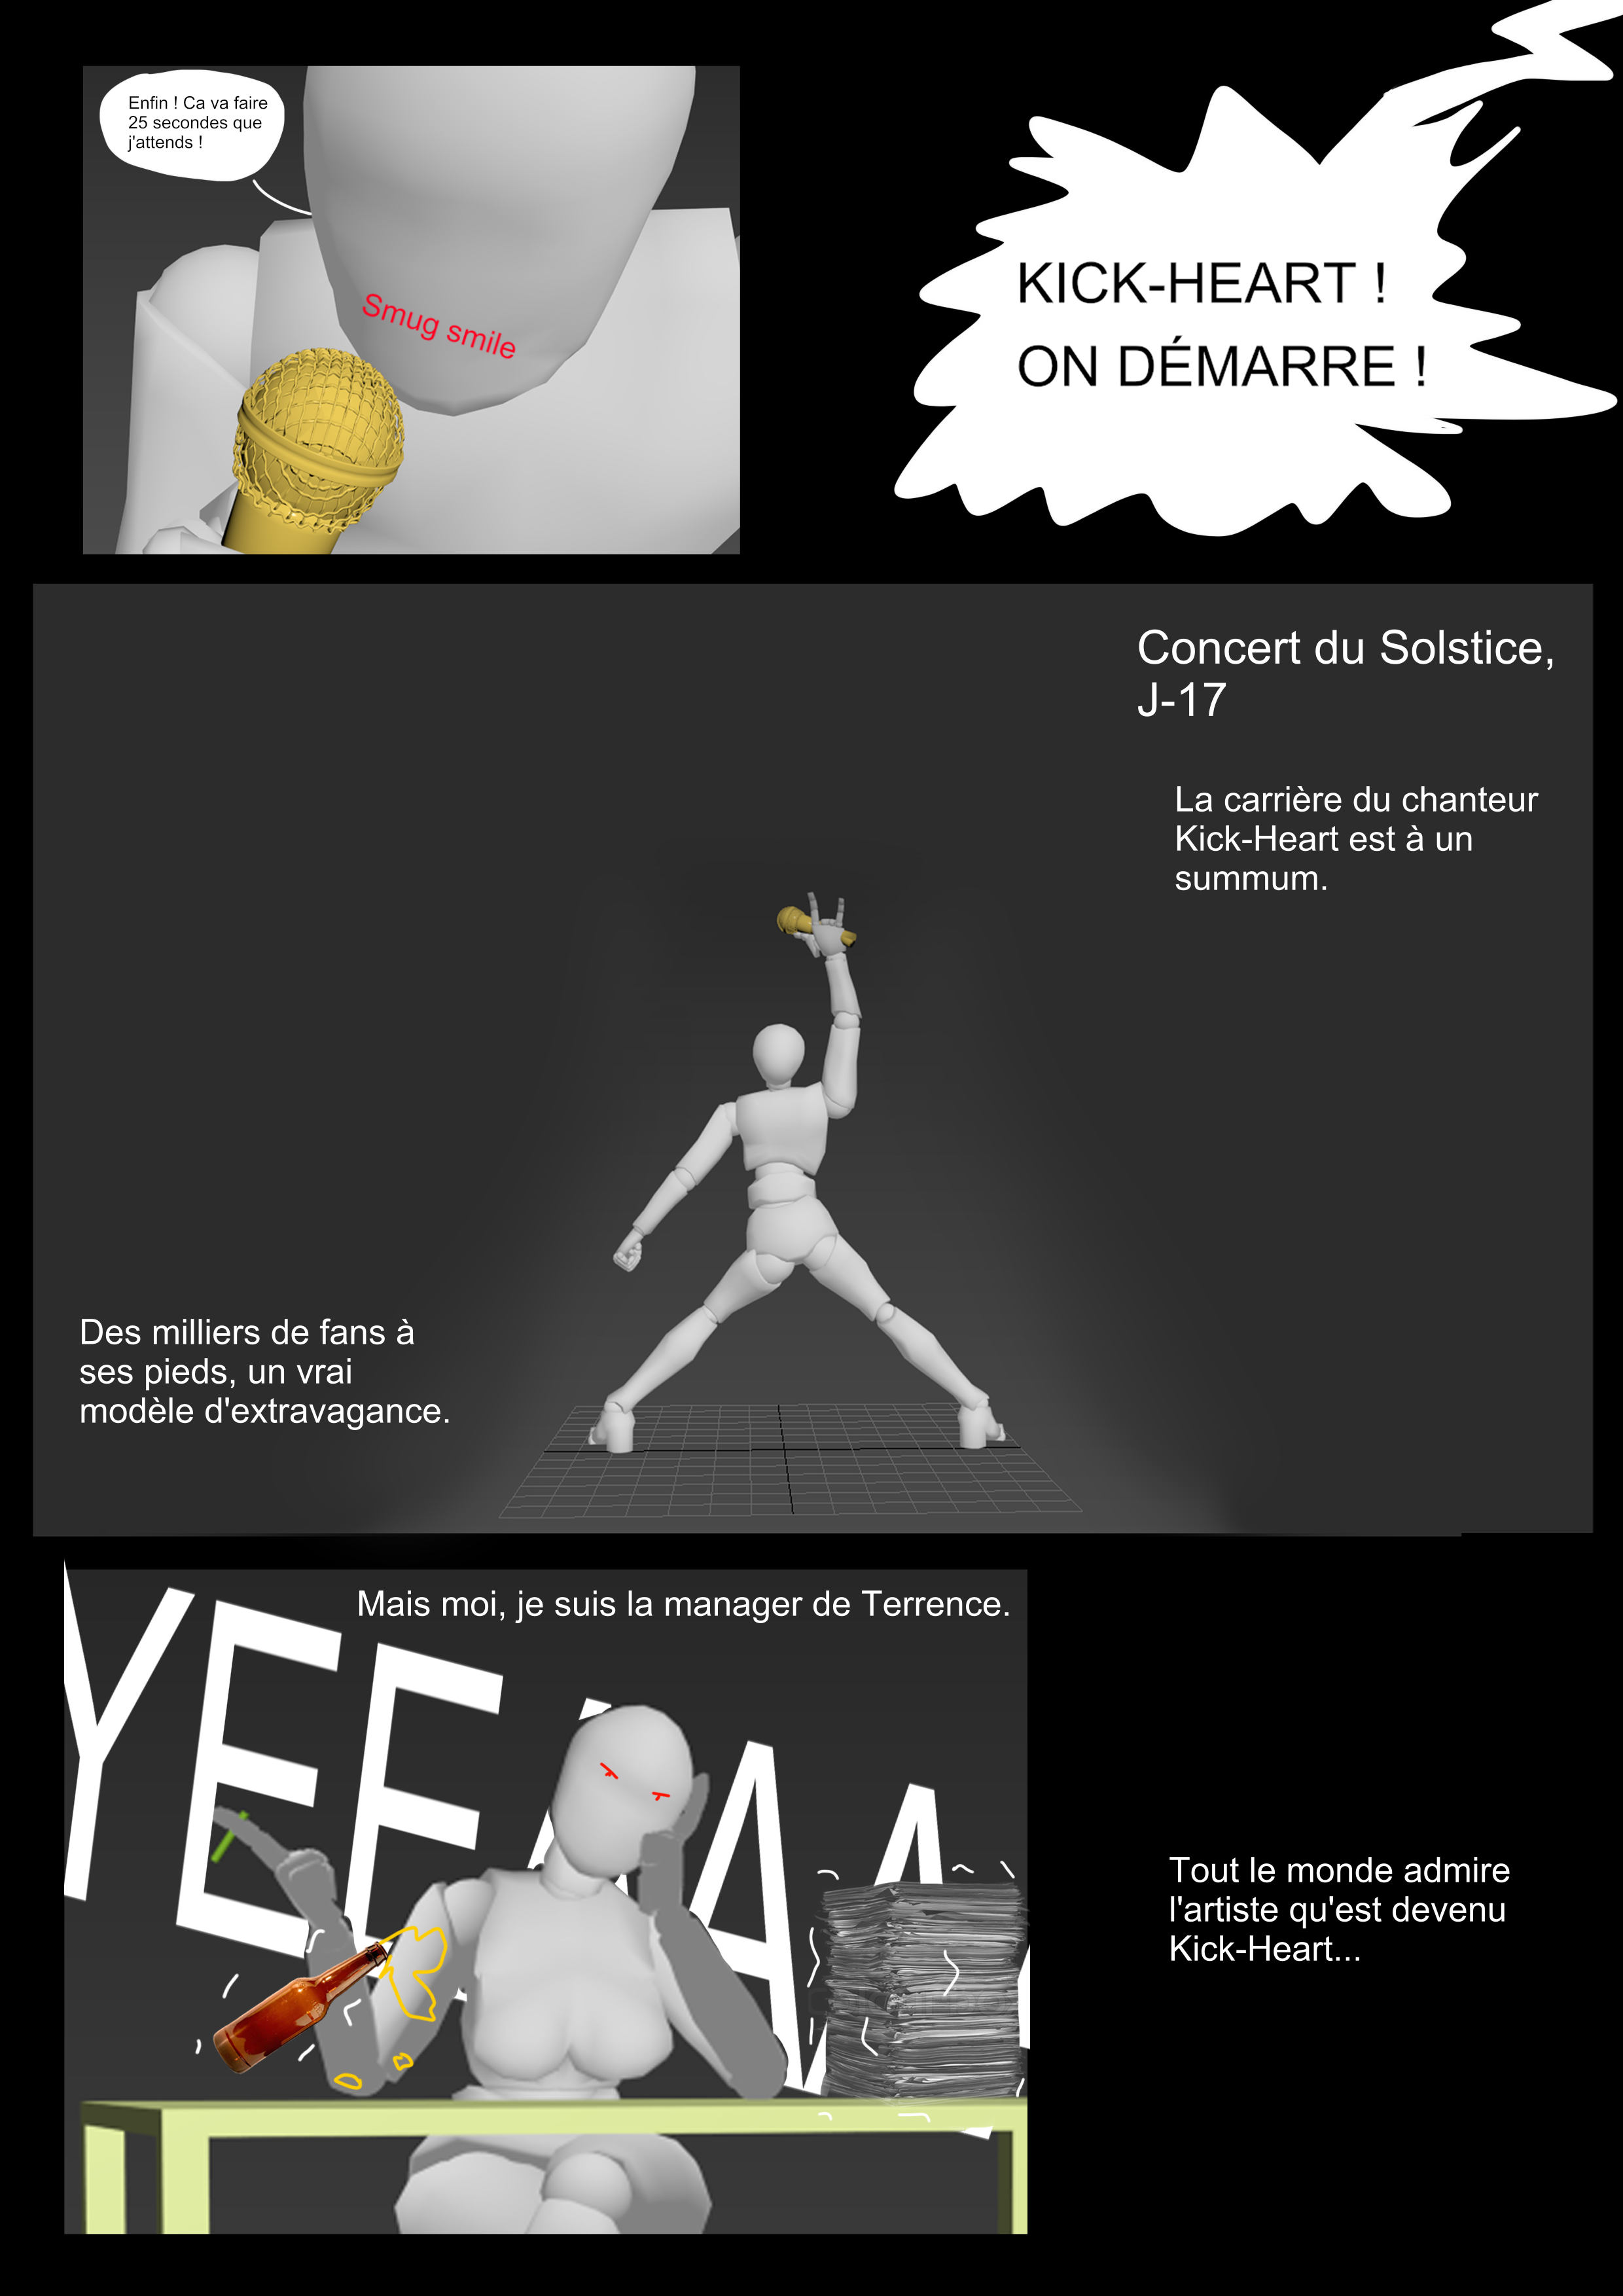 Enfin ! Ca va faire
25 secondes que
j'attends !
Smug smile
KICK-HEART !
ON DÉMARRE !
Concert du Solstice,
J-17
La carrière du chanteur
Kick-Heart est à un
summum.
Des milliers de fans à
ses pieds, un vrai
modèle d'extravagance.
Mais moi, je suis la manager de Terrence.
YEEAAA
Tout le monde admire
l'artiste qu'est devenu
Kick-Heart...